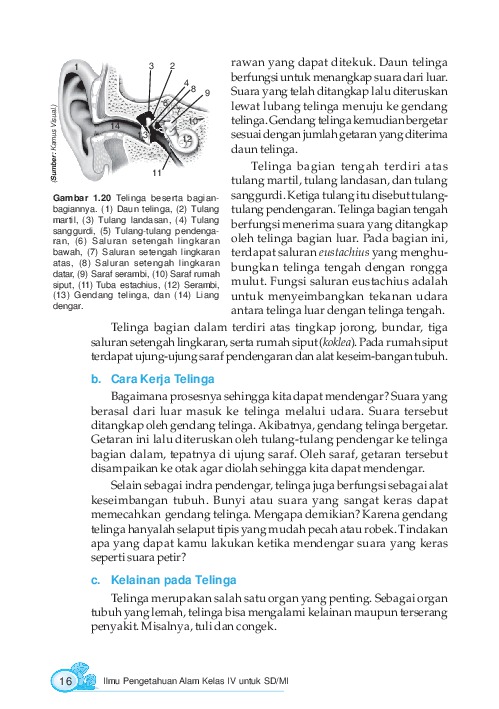 1
3
2
4
8
9
6
7
10
14
13
12
11
(Sumber: Kamus Visual)
Gambar 1.20 Telinga beserta bagian-
bagiannya. (1) Daun telinga, (2) Tulang
martil, (3) Tulang landasan, (4) Tulang
sanggurdi, (5) Tulang-tulang pendenga-
ran, (6) Saluran setengah lingkaran
bawah, (7) Saluran setengah lingkaran
atas, (8) Saluran setengah lingkaran
datar, (9) Saraf serambi, (10) Saraf rumah
siput, (11) Tuba estachius, (12) Serambi,
(13) Gendang telinga, dan (14) Liang
dengar.
rawan yang dapat ditekuk. Daun telinga
berfungsi untuk menangkap suara dari luar.
Suara yang telah ditangkap lalu diteruskan
lewat lubang telinga menuju ke gendang
telinga. Gendang telinga kemudian bergetar
sesuai dengan jumlah getaran yang diterima
daun telinga.
Telinga bagian tengah terdiri atas
tulang martil, tulang landasan, dan tulang
sanggurdi. Ketiga tulang itu disebut tulang-
tulang pendengaran. Telinga bagian tengah
berfungsi menerima suara yang ditangkap
oleh telinga bagian luar. Pada bagian ini,
terdapat saluran eustachius yang menghu-
bungkan telinga tengah dengan rongga
mulut. Fungsi saluran eustachius adalah
untuk menyeimbangkan tekanan udara
antara telinga luar dengan telinga tengah.
Telinga bagian dalam terdiri atas tingkap jorong, bundar, tiga
saluran setengah lingkaran, serta rumah siput (koklea). Pada rumah siput
terdapat ujung-ujung saraf pendengaran dan alat keseim-bangan tubuh.
b. Cara Kerja Telinga
Bagaimana prosesnya sehingga kita dapat mendengar? Suara yang
berasal dari luar masuk ke telinga melalui udara. Suara tersebut
ditangkap oleh gendang telinga. Akibatnya, gendang telinga bergetar.
Getaran ini lalu diteruskan oleh tulang-tulang pendengar ke telinga
bagian dalam, tepatnya di ujung saraf. Oleh saraf, getaran tersebut
disampaikan ke otak agar diolah sehingga kita dapat mendengar.
Selain sebagai indra pendengar, telinga juga berfungsi sebagai alat
keseimbangan tubuh. Bunyi atau suara yang sangat keras dapat
memecahkan gendang telinga. Mengapa demikian? Karena gendang
telinga hanyalah selaput tipis yang mudah pecah atau robek. Tindakan
apa yang dapat kamu lakukan ketika mendengar suara yang keras
seperti suara petir?
c. Kelainan pada Telinga
Telinga merupakan salah satu organ yang penting. Sebagai organ
tubuh yang lemah, telinga bisa mengalami kelainan maupun terserang
penyakit. Misalnya, tuli dan congek.
16 Ilmu Pengetahuan Alam Kelas IV untuk SD/MI